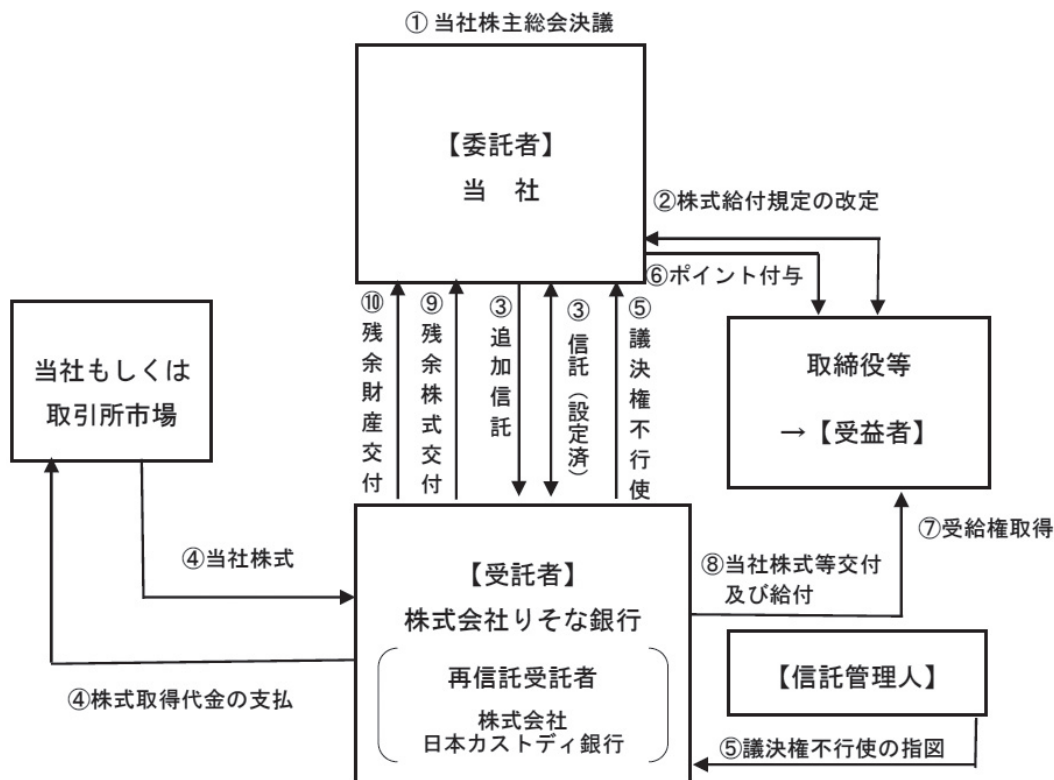 ① 当社株主総会決議
【委託者】
当　社
②株式給付規定の改定
⑥ポイント付与
⑩残余財産交付
⑨残余株式交付
③追加信託
③信託（設定済）
⑤議決権不行使
当社もしくは
取引所市場
取締役等
→【受益者】
⑦受給権取得
④当社株式
⑧当社株式等交付
及び給付
【受託者】
株式会社りそな銀行
再信託受託者
株式会社
日本カストディ銀行
【信託管理人】
④株式取得代金の支払
⑤議決権不行使の指図